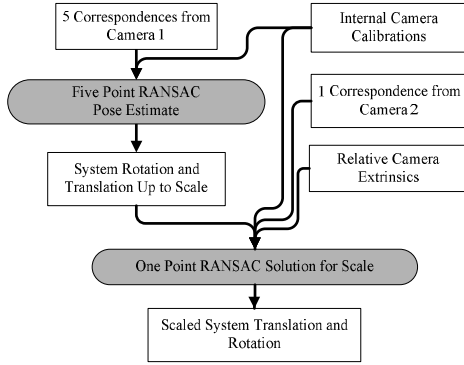 5 Correspondences from
Camera 1
Internal Camera
Calibrations
Five Point RANSAC
Pose Estimate
1 Correspondence from
Camera 2
System Rotation and
Translation Up to Scale
Relative Camera
Extrinsics
One Point RANSAC Solution for Scale
Scaled System Translation and
Rotation